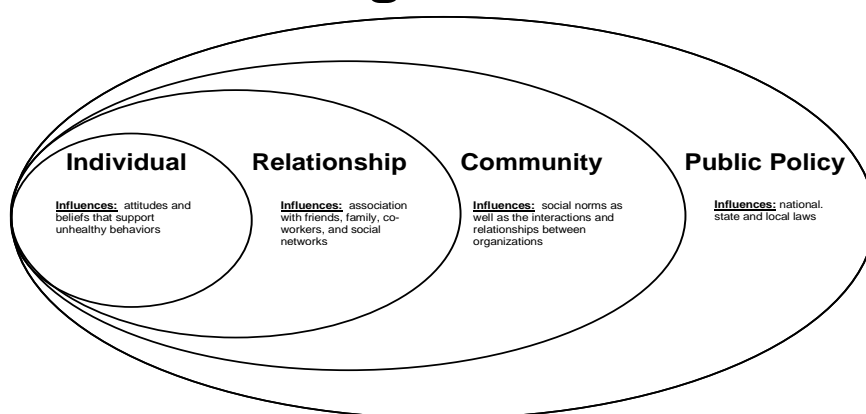 Individual
Influences: attitudes and
beliefs that support
unhealthy behaviors
Relationship
Influences: association
with friends, family, co-
workers, and social
networks
Community
Influences: social norms as
well as the interactions and
relationships between
organizations
Public Policy
Influences: national.
state and local laws